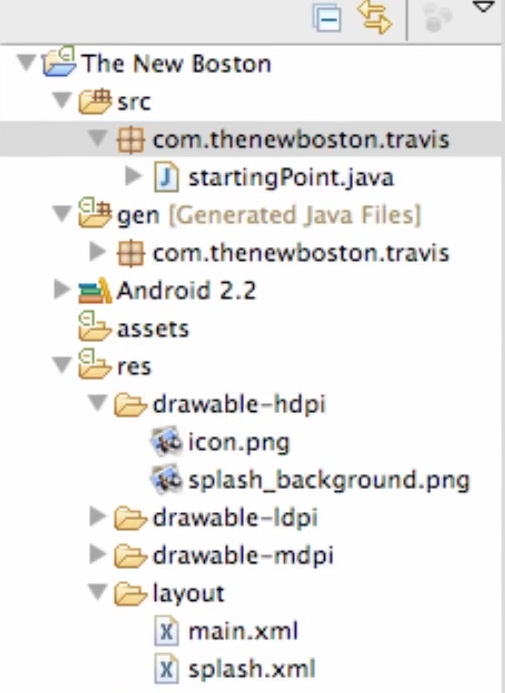 The New Boston
src
com.thenewboston.travis
startingPoint.java
gen [Generated Java Files]
com.thenewboston.travis
Android 2.2
assets
res
drawable-hdpi
icon.png
splash_background.png
drawable-ldpi
drawable-mdpi
layout
main.xml
splash.xml